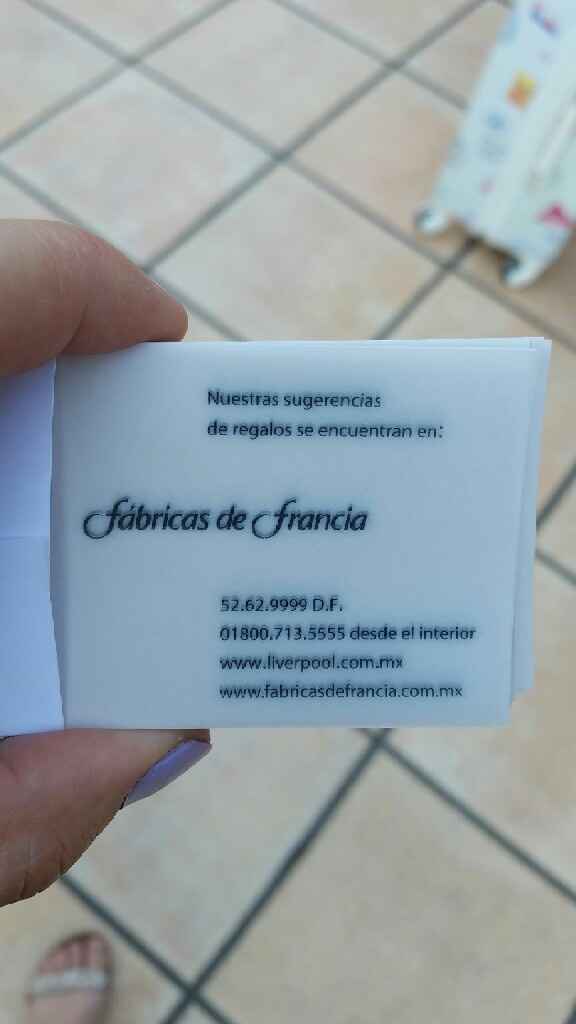 Nuestras sugerencias
de regalos se encuentran en:
fábricas de francia
52.62.9999 D.F.
01800.713.5555 desde el interior
www.liverpool.com.mx
www.fabricasdefrancia.com.mx